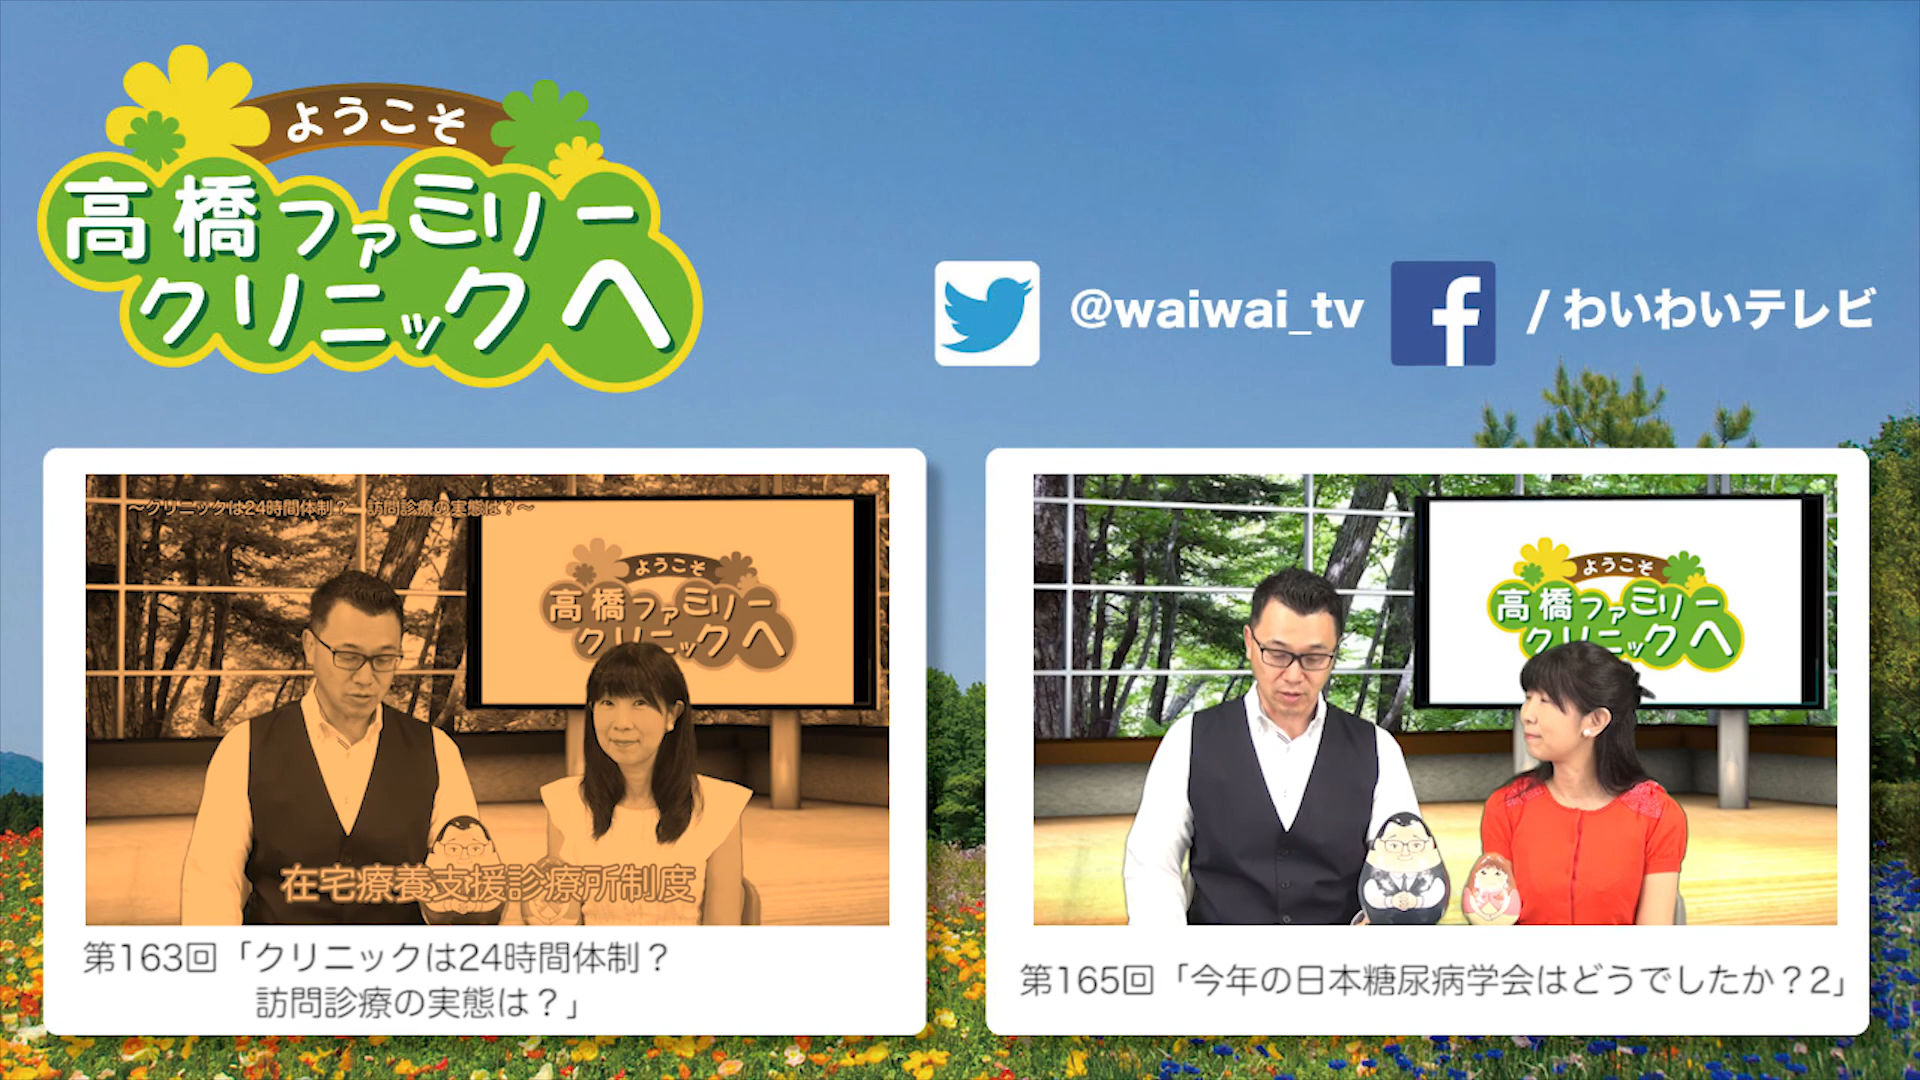 ようこそ
高橋ファミリー
クリニックへ
@waiwai_tv
/ わいわいテレビ
～クリニックは24時間体制？　訪問診療の実態は？～
ようこそ
高橋ファミリー
クリニックへ
在宅療養支援診療所制度
第163回「クリニックは24時間体制？
訪問診療の実態は？」
ようこそ
高橋ファミリー
クリニックへ
第165回「今年の日本糖尿病学会はどうでしたか？2」